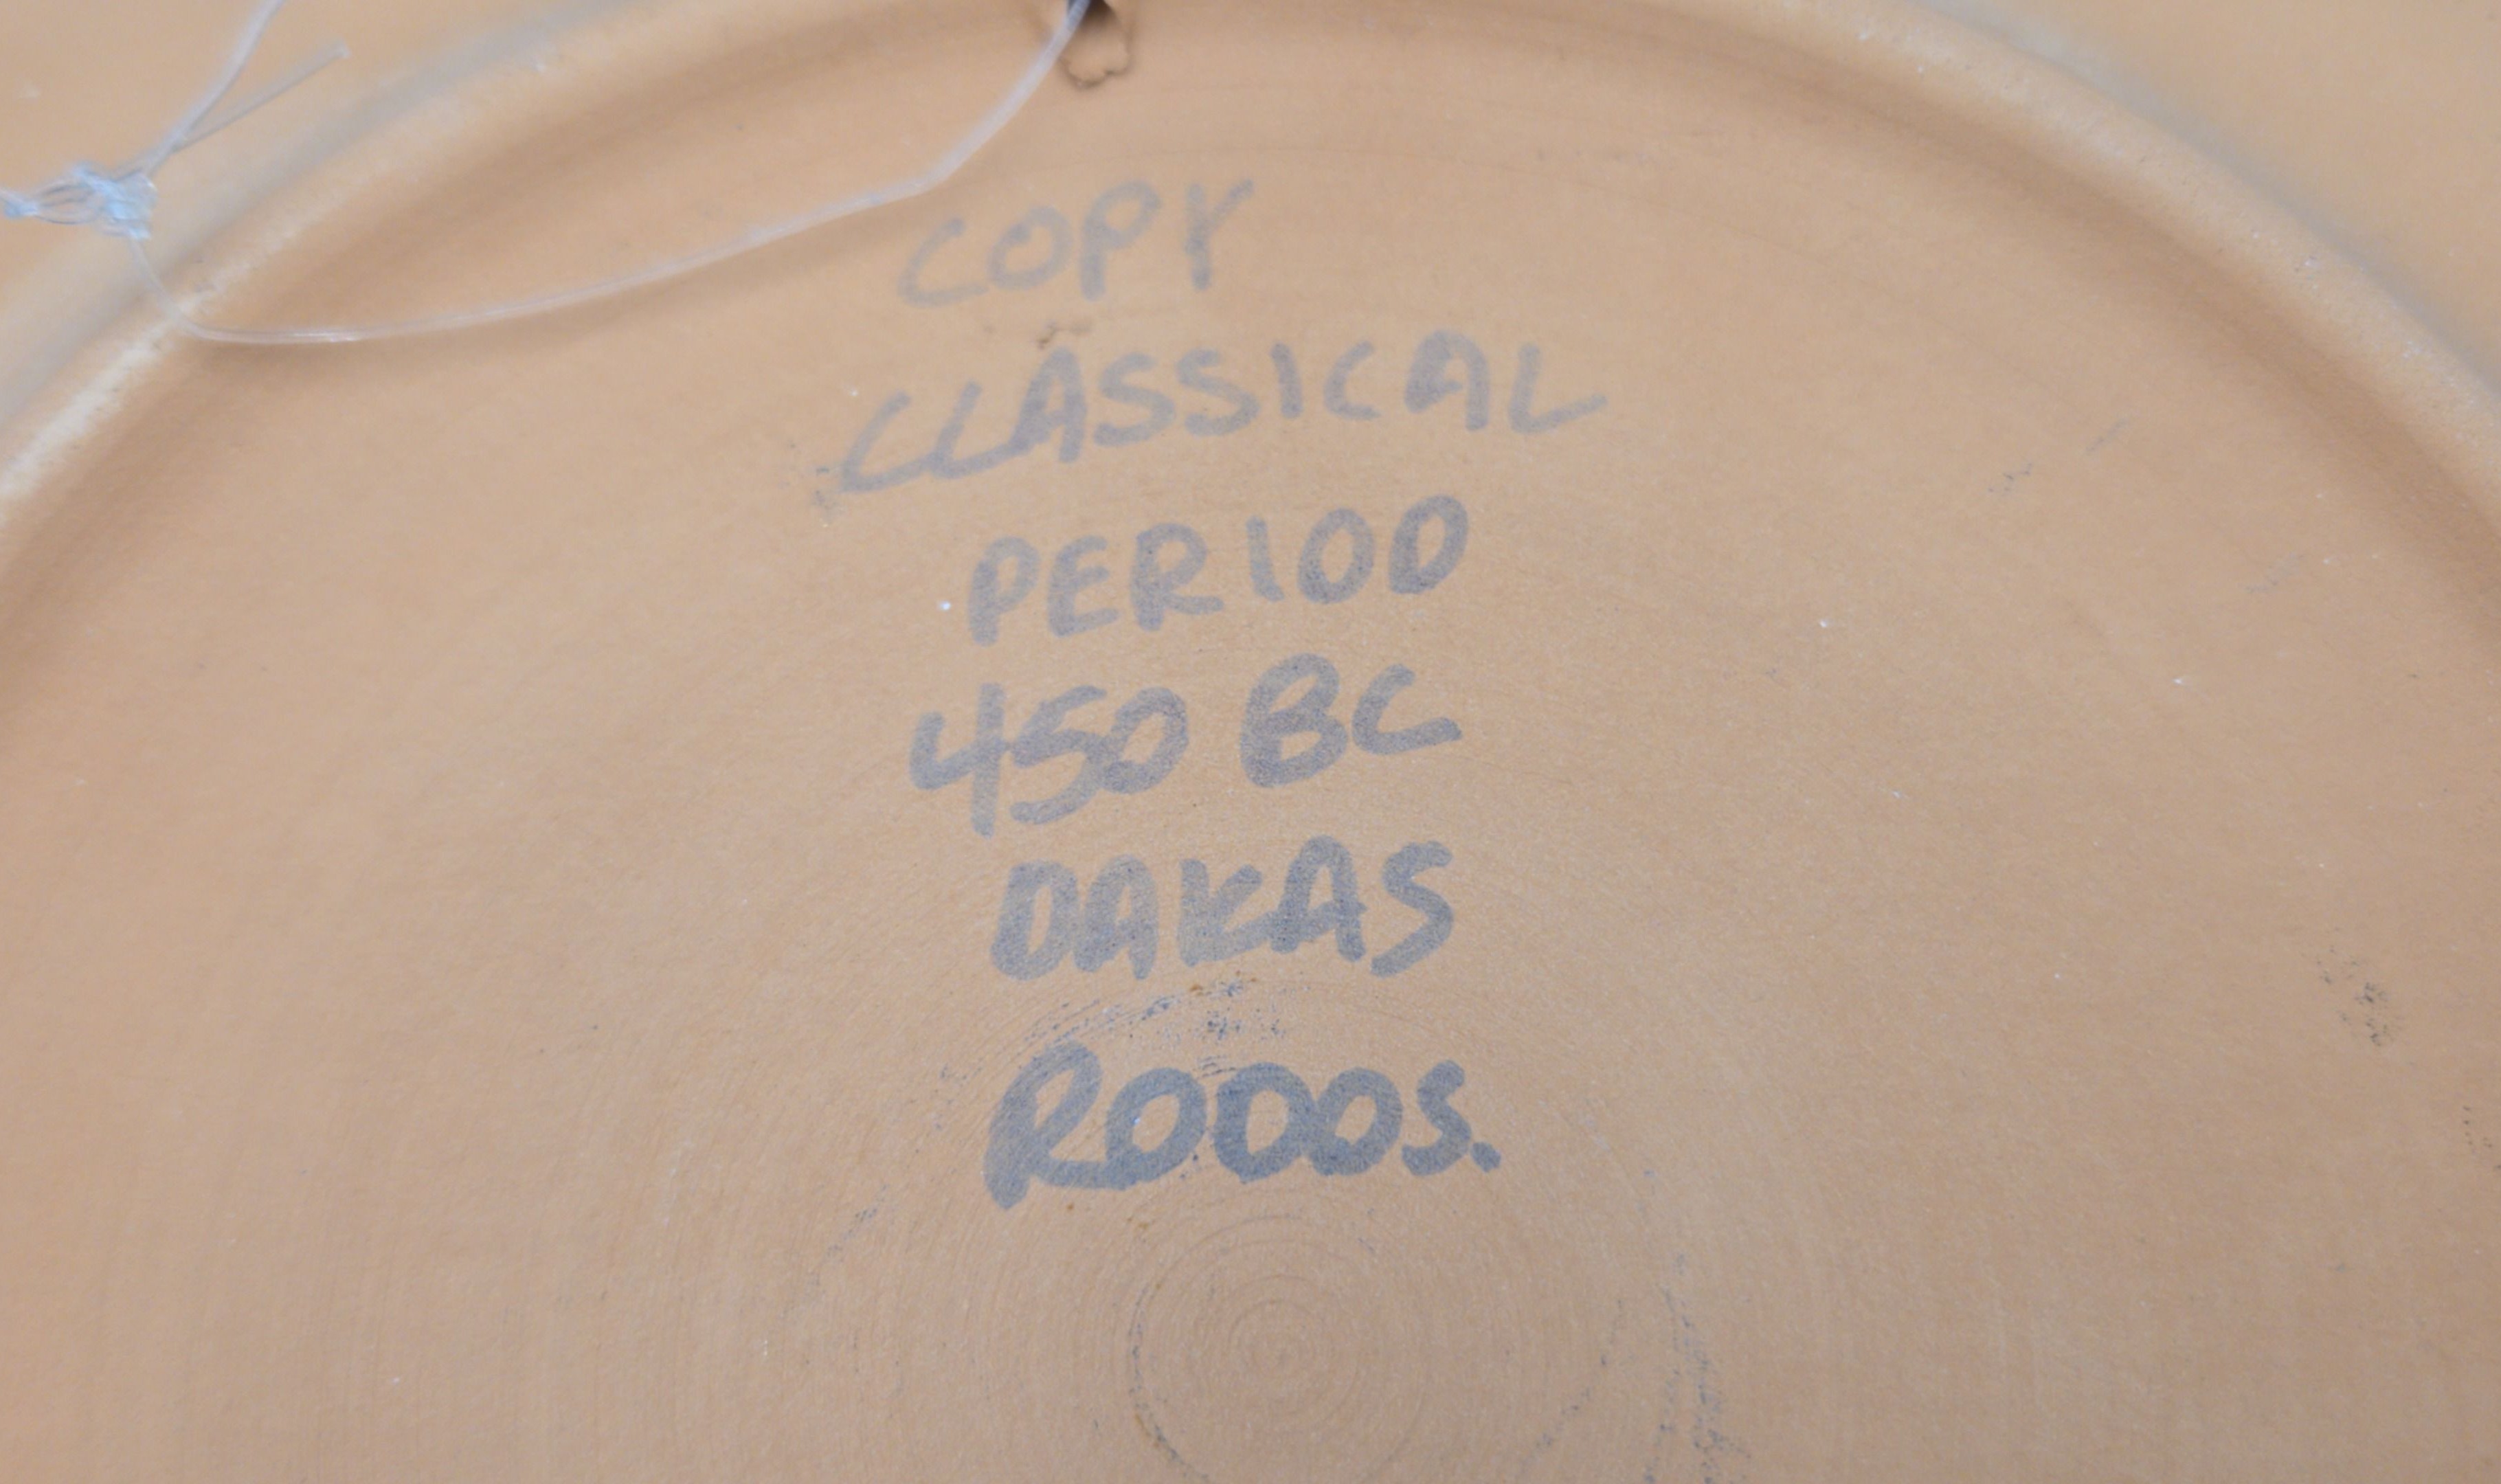 COPY
CLASSICAL
PERIOD
450 BC
DAKAS
RODOS.